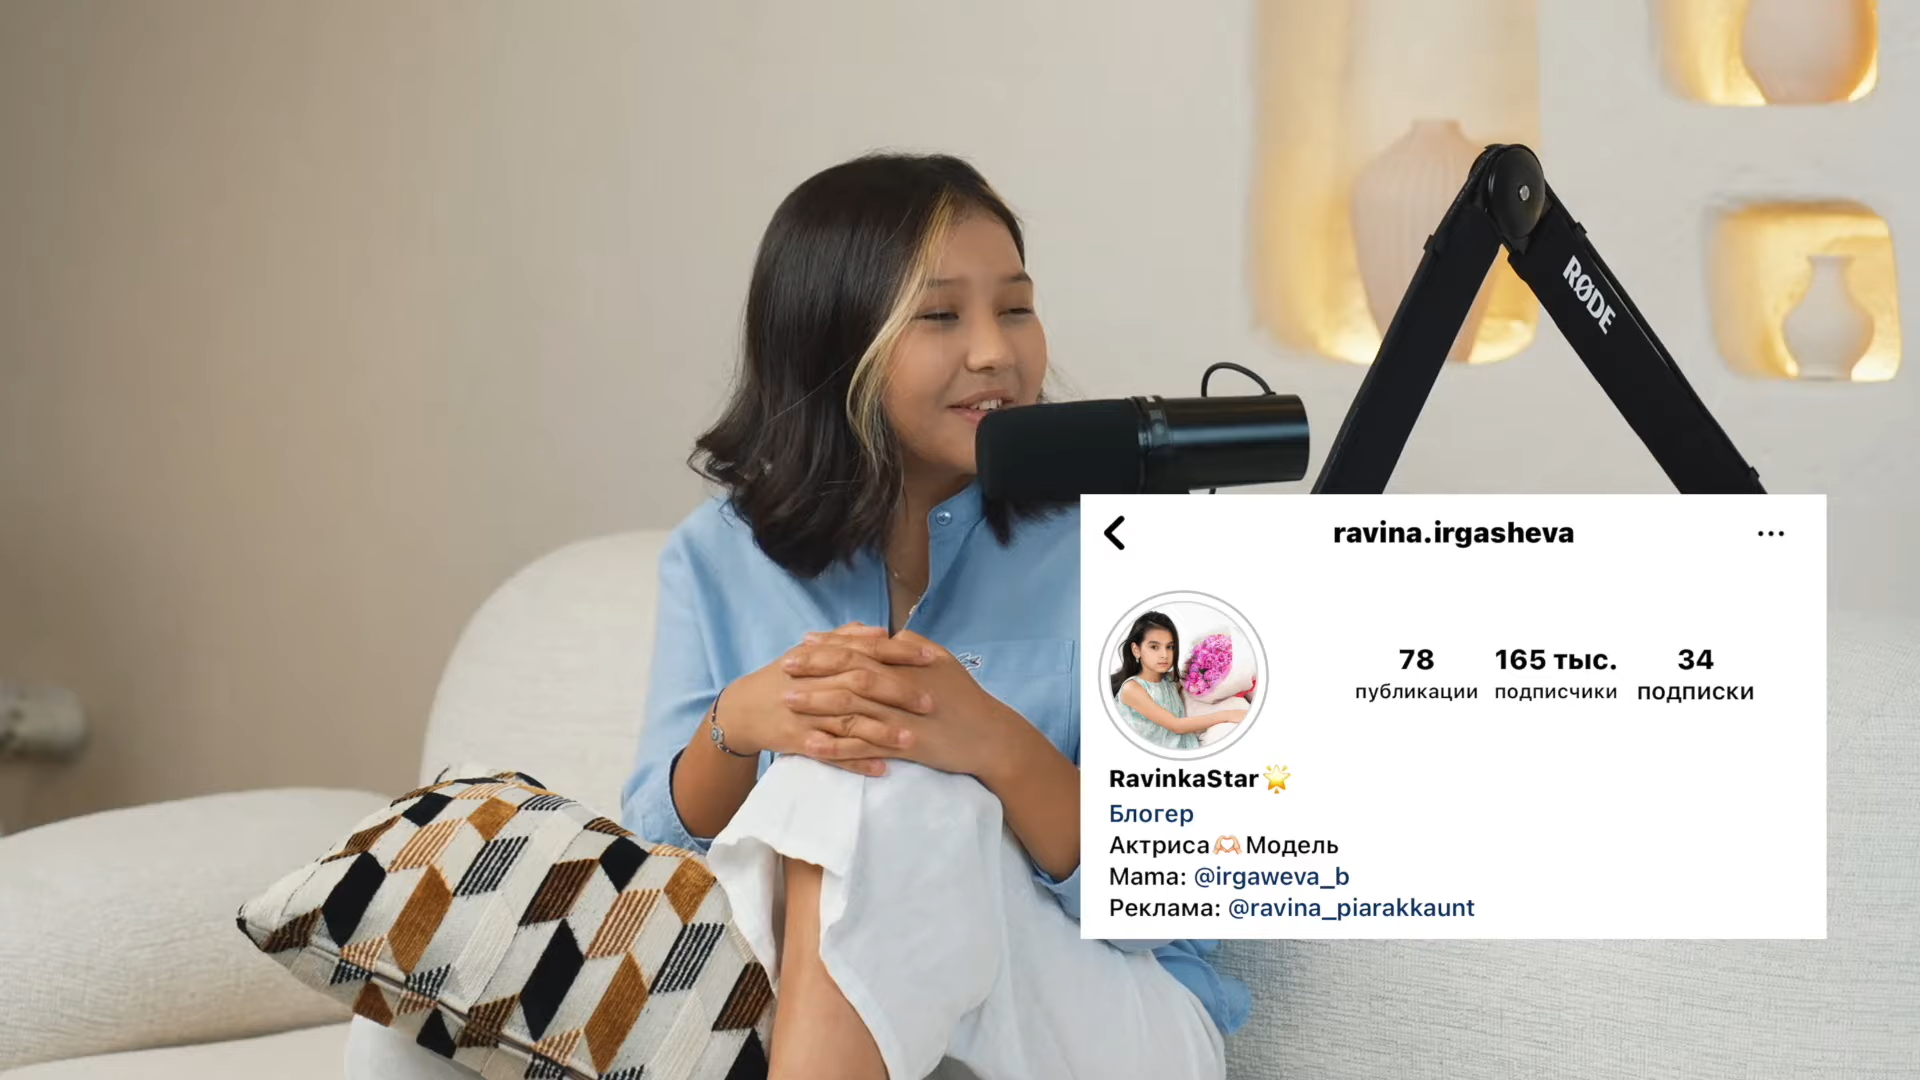 RØDE
ravina.irgasheva
78
165 тыс.
34
публикации
подписчики
подписки
RavinkaStar🌟
Блогер
Актриса🫶🏻Модель
Мама: @irgaweva_b
Реклама: @ravina_piarakkaunt